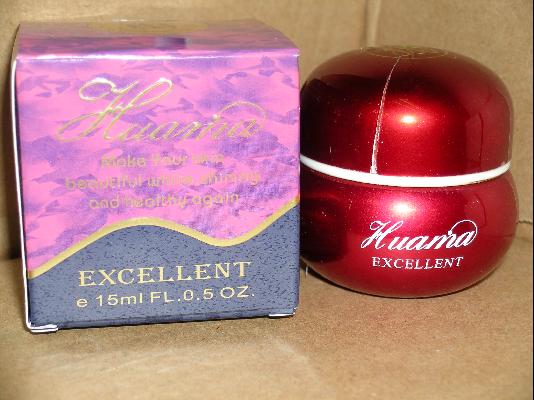 Huama
Make Your skin
beautiful white, shining
and healthy again
EXCELLENT
e 15ml FL.0.5 OZ.
Huama
EXCELLENT